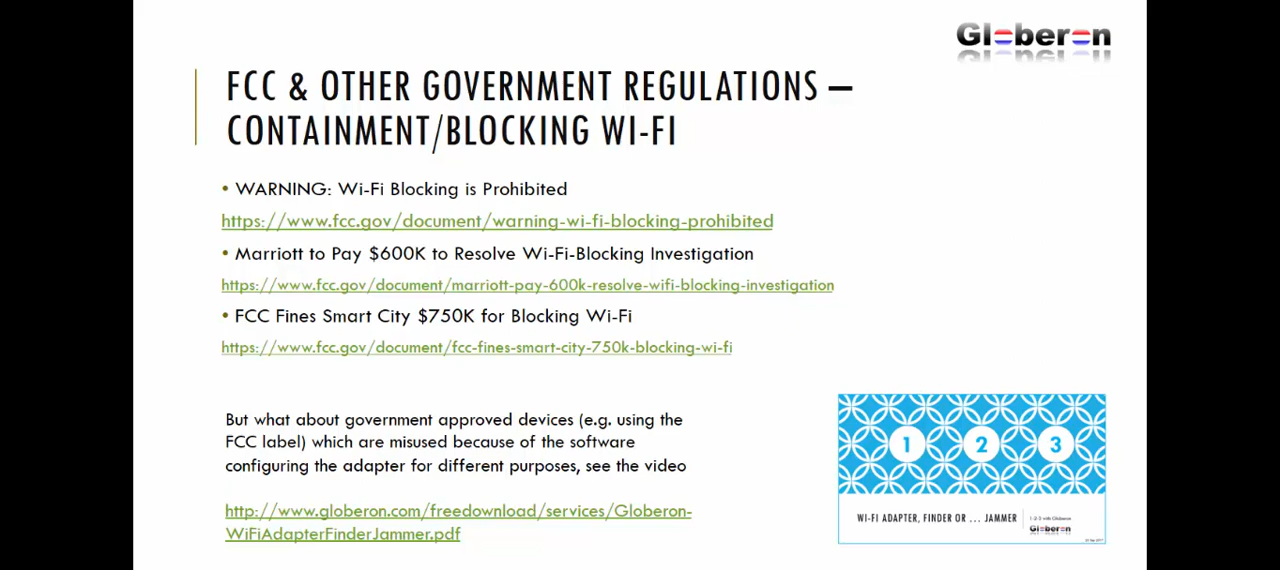 Globeron
FCC & OTHER GOVERNMENT REGULATIONS –
CONTAINMENT/BLOCKING WI-FI
• WARNING: Wi-Fi Blocking is Prohibited
https://www.fcc.gov/document/warning-wi-fi-blocking-prohibited
• Marriott to Pay $600K to Resolve Wi-Fi-Blocking Investigation
https://www.fcc.gov/document/marriott-pay-600k-resolve-wifi-blocking-investigation
• FCC Fines Smart City $750K for Blocking Wi-Fi
https://www.fcc.gov/document/fcc-fines-smart-city-750k-blocking-wi-fi
But what about government approved devices (e.g. using the
FCC label) which are misused because of the software
configuring the adapter for different purposes, see the video
http://www.globeron.com/freedownload/services/Globeron-
WiFiAdapterFinderJammer.pdf
1 2 3
WI-FI ADAPTER, FINDER OR ... JAMMER
1-2-3 with Globeron
Globeron